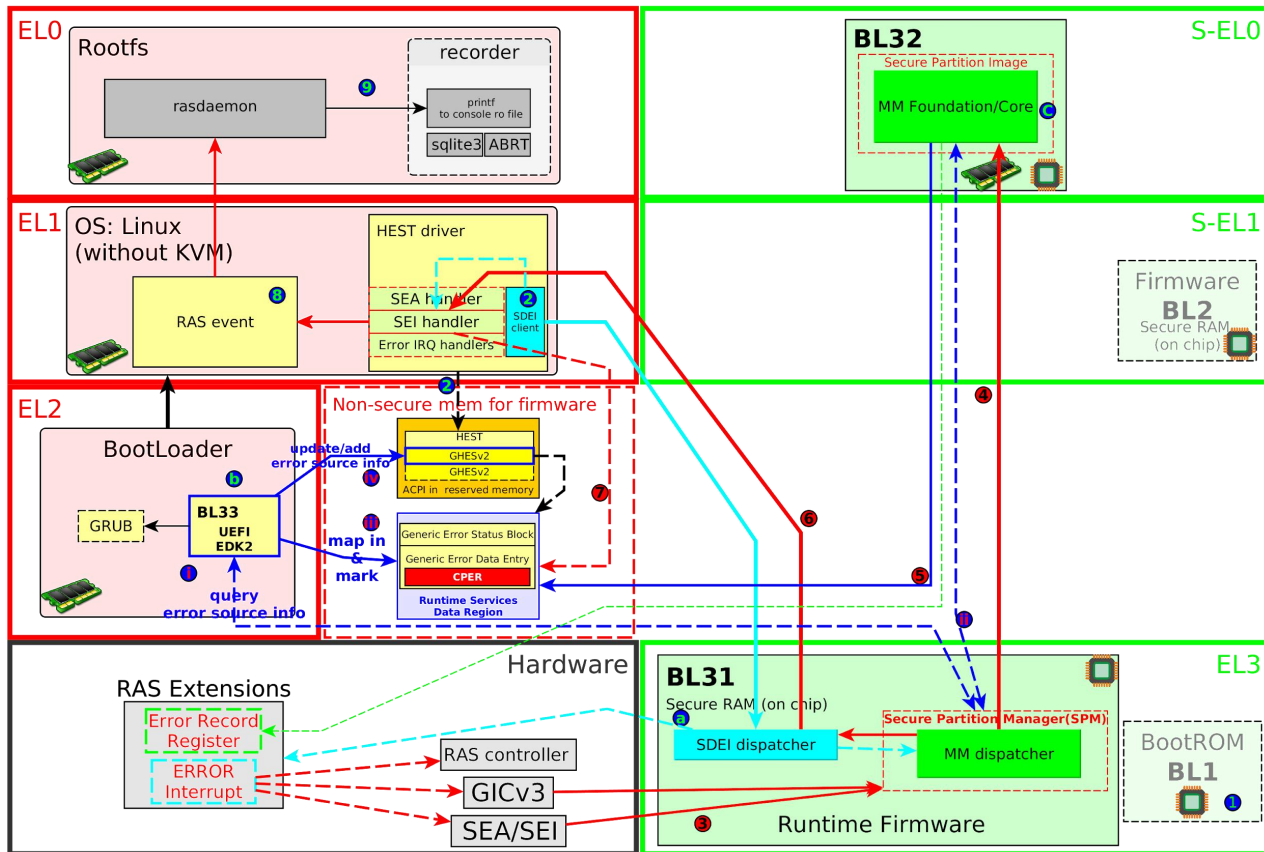 EL0
Rootfs
recorder
rasdaemon
9
printf
to console ro file
sqlite3
ABRT
S-EL0
BL32
Secure Partition Image
MM Foundation/Core
C
EL1
OS: Linux
(without KVM)
HEST driver
RAS event
8
SEA handler
SEI handler
Error IRQ handlers
2
SDEI
client
2
S-EL1
Firmware
BL2
Secure RAM
(on chip)
4
EL2
BootLoader
b
GRUB
BL33
UEFI
EDK2
i
query
error source info
Non-secure mem for firmware
update/add
error source info
iv
HEST
GHESv2
GHESv2
ACPI in reserved memory
7
iii
map in
&
mark
Generic Error Status Block
Generic Error Data Entry
CPER
Runtime Services
Data Region
6
5
ii
Hardware
RAS Extensions
Error Record
Register
ERROR
Interrupt
RAS controller
GICv3
SEA/SEI
EL3
BL31
Secure RAM (on chip)
a
SDEI dispatcher
Secure Partition Manager(SPM)
MM dispatcher
3
Runtime Firmware
BootROM
BL1
1